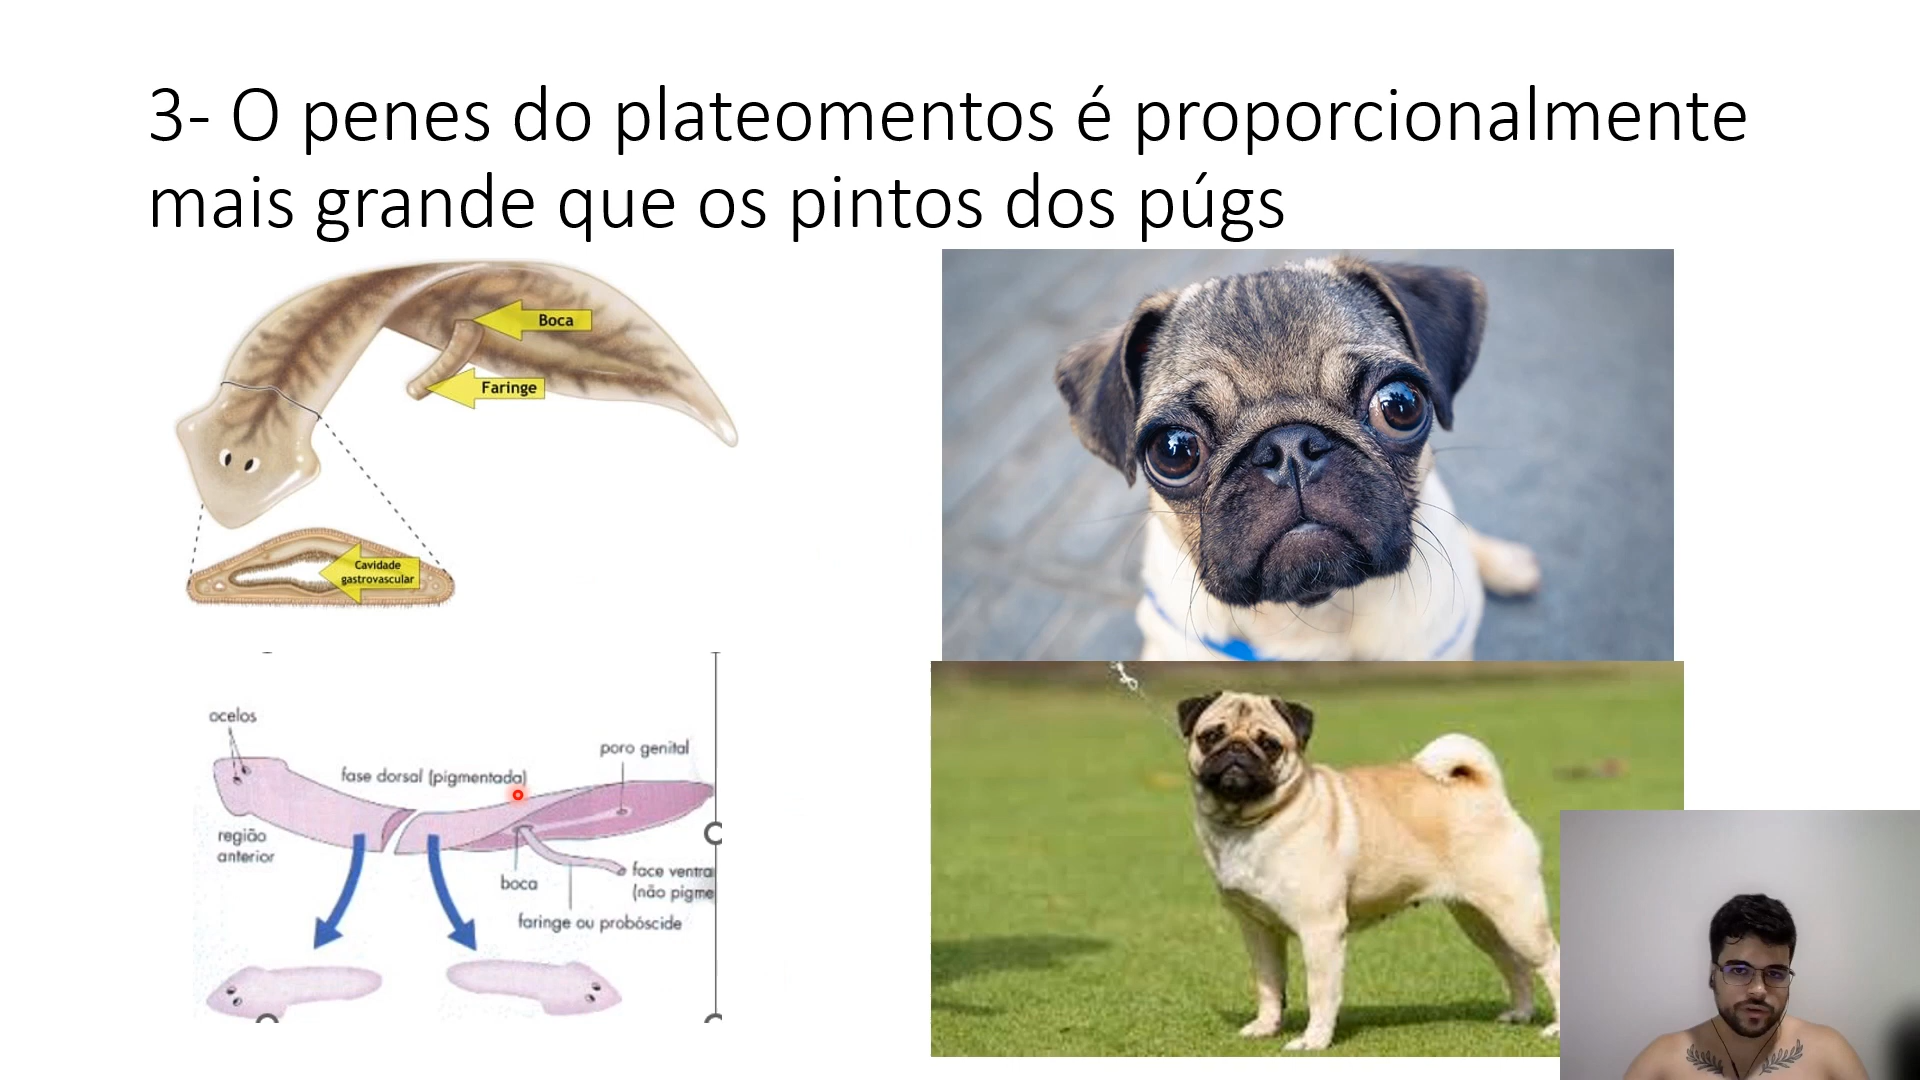 3- O penes do plateomentos é proporcionalmente
mais grande que os pintos dos púgs
Boca
Faringe
Cavidade
gastrovascular
ocelos
poro genital
fase dorsal (pigmentada)
região
anterior
face ventra
(não pigme
boca
faringe ou probóscide